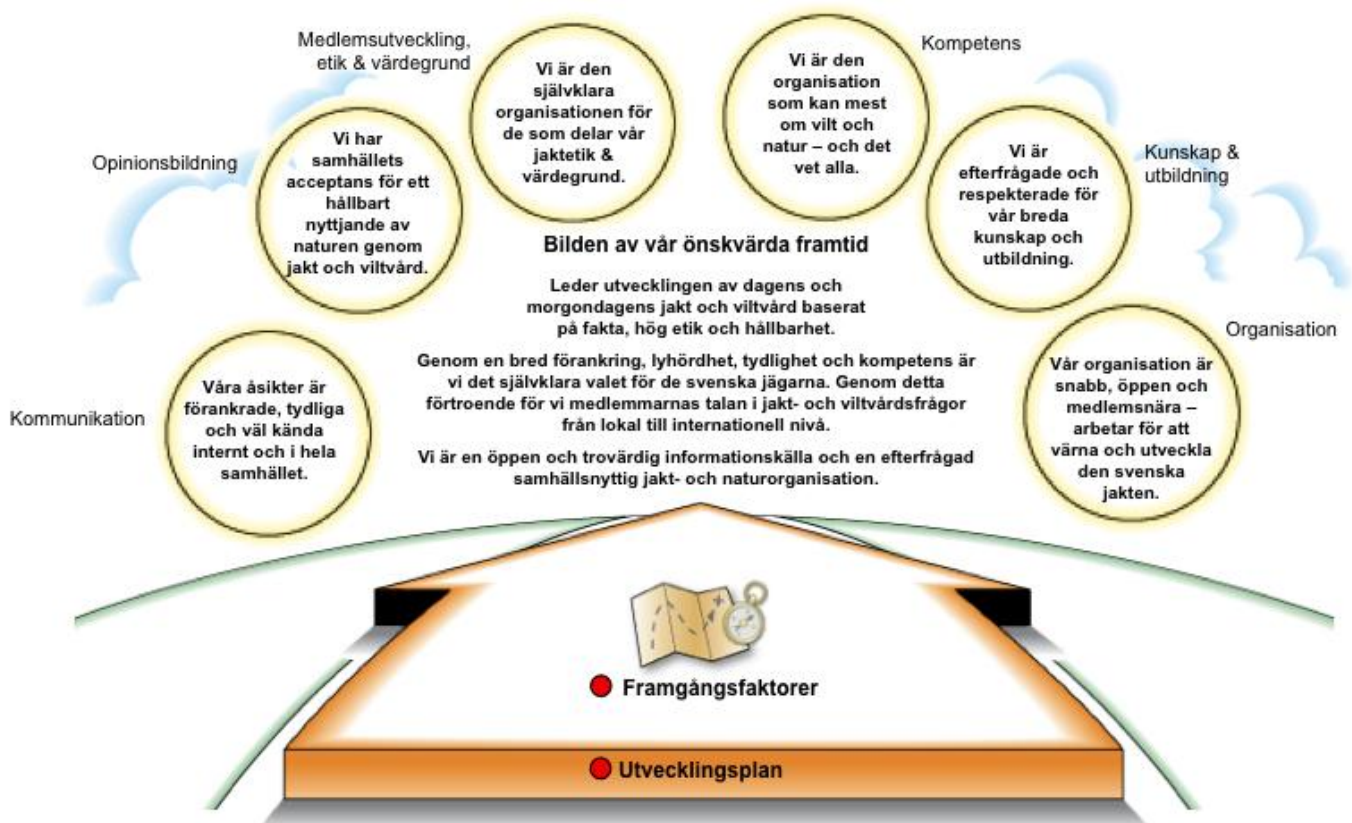 Medlemsutveckling,
etik & värdegrund
Vi är den
självklara
organisationen för
de som delar vår
jaktetik &
värdegrund.
Vi är den
organisation
som kan mest
om vilt och
natur – och det
vet alla.
Kompetens
Opinionsbildning
Vi har
samhällets
acceptans för ett
hållbart
nyttjande av
naturen genom
jakt och viltvård.
Vi är
efterfrågade och
respekterade för
vår breda
kunskap och
utbildning.
Kunskap &
utbildning
Bilden av vår önskvärda framtid
Leder utvecklingen av dagens och
morgondagens jakt och viltvård baserat
på fakta, hög etik och hållbarhet.
Genom en bred förankring, lyhördhet, tydlighet och kompetens är
vi det självklara valet för de svenska jägarna. Genom detta
förtroende för vi medlemmarnas talan i jakt- och viltvårdsfrågor
från lokal till internationell nivå.
Vi är en öppen och trovärdig informationskälla och en efterfrågad
samhällsnyttig jakt- och naturorganisation.
Kommunikation
Våra åsikter är
förankrade, tydliga
och väl kända
internt och i hela
samhället.
Organisation
Vår organisation är
snabb, öppen och
medlemsnära –
arbetar för att
värna och utveckla
den svenska
jakten.
Framgångsfaktorer
Utvecklingsplan